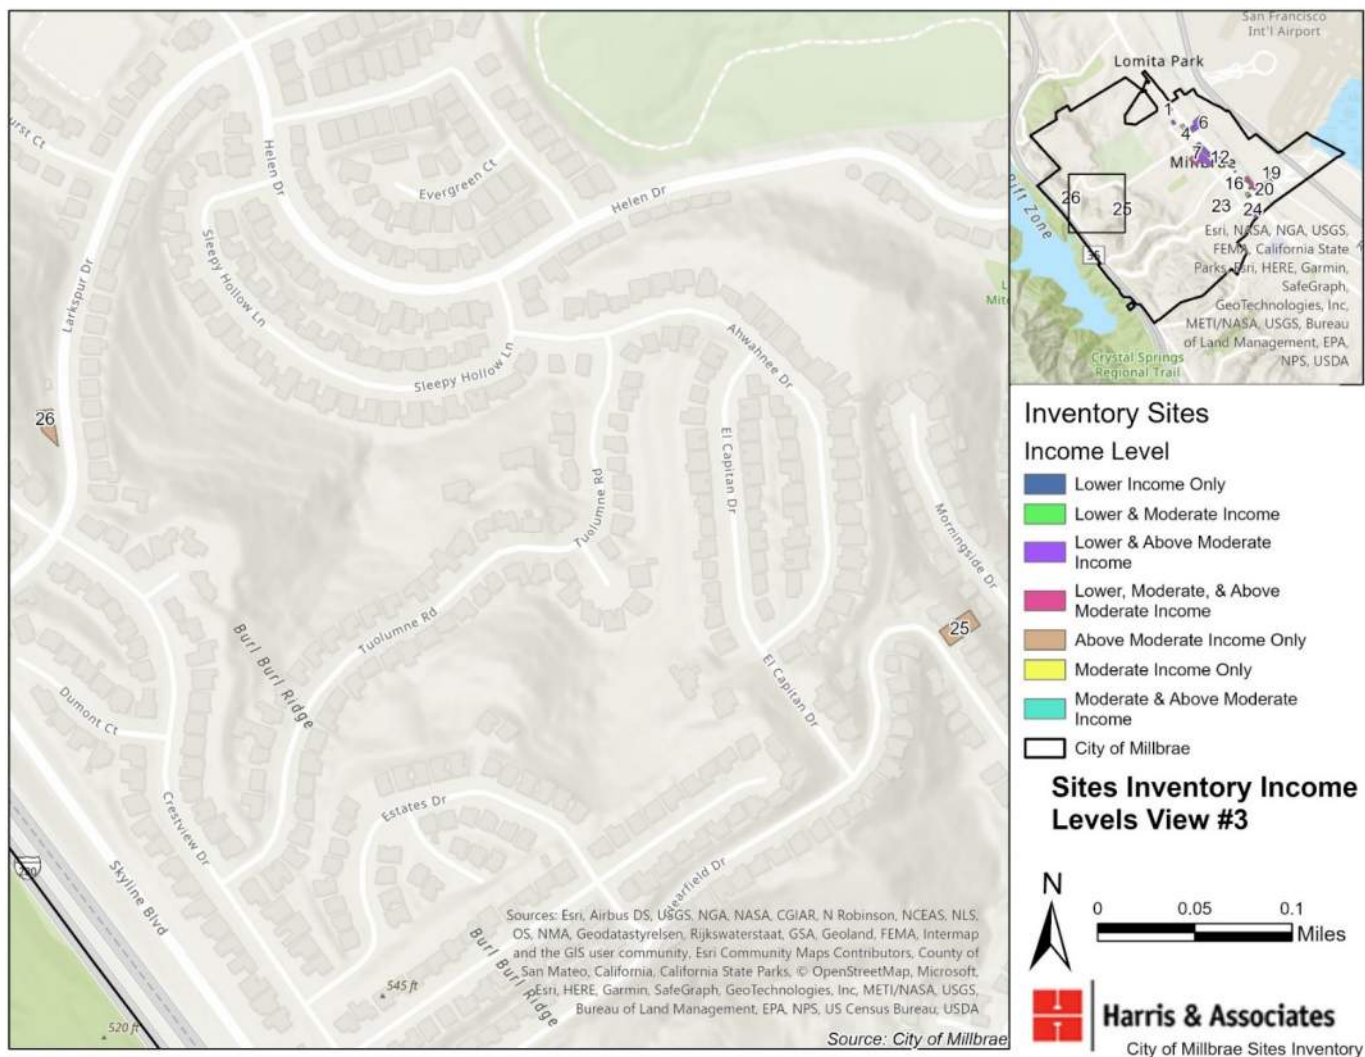 urst Ct
Helen Dr
Evergreen Ct
Helen Dr
Sleepy Hollow Ln
Larkspur Dr
Ahwahnee Dr
Sleepy Hollow Ln
26
El Capitan Dr
Tuolumne Rd
Morningside Dr
25
Tuolumne Rd
Burl Burl Ridge
El Capitan Dr
Dumont Ct
Estates Dr
Crestview Dr
Skyline Blvd
Burl Burl Ridge
545 ft
520 ft
Sources: Esri, Airbus DS, USGS, NGA, NASA, CGIAR, N Robinson, NCEAS, NLS,
OS, NMA, Geodatastyrelsen, Rijkswaterstaat, GSA, Geoland, FEMA, Intermap
and the GIS user community, Esri Community Maps Contributors, County of
San Mateo, California, California State Parks, © OpenStreetMap, Microsoft,
Esri, HERE, Garmin, SafeGraph, GeoTechnologies, Inc, METI/NASA, USGS,
Bureau of Land Management, EPA, NPS, US Census Bureau, USDA
Source: City of Millbrae
San Francisco
Int'l Airport
Lomita Park
1
6
4
7
12
Millbrae
19
16
20
26
25
23
24
Rift Zone
35
Esri, NASA, NGA, USGS,
FEMA, California State
Parks, Esri, HERE, Garmin,
SafeGraph,
GeoTechnologies, Inc,
METI/NASA, USGS, Bureau
of Land Management, EPA,
NPS, USDA
Crystal Springs
Regional Trail
Inventory Sites
Income Level
Lower Income Only
Lower & Moderate Income
Lower & Above Moderate
Income
Lower, Moderate, & Above
Moderate Income
Above Moderate Income Only
Moderate Income Only
Moderate & Above Moderate
Income
City of Millbrae
Sites Inventory Income
Levels View #3
N
0 0.05 0.1
Miles
Harris & Associates
City of Millbrae Sites Inventory